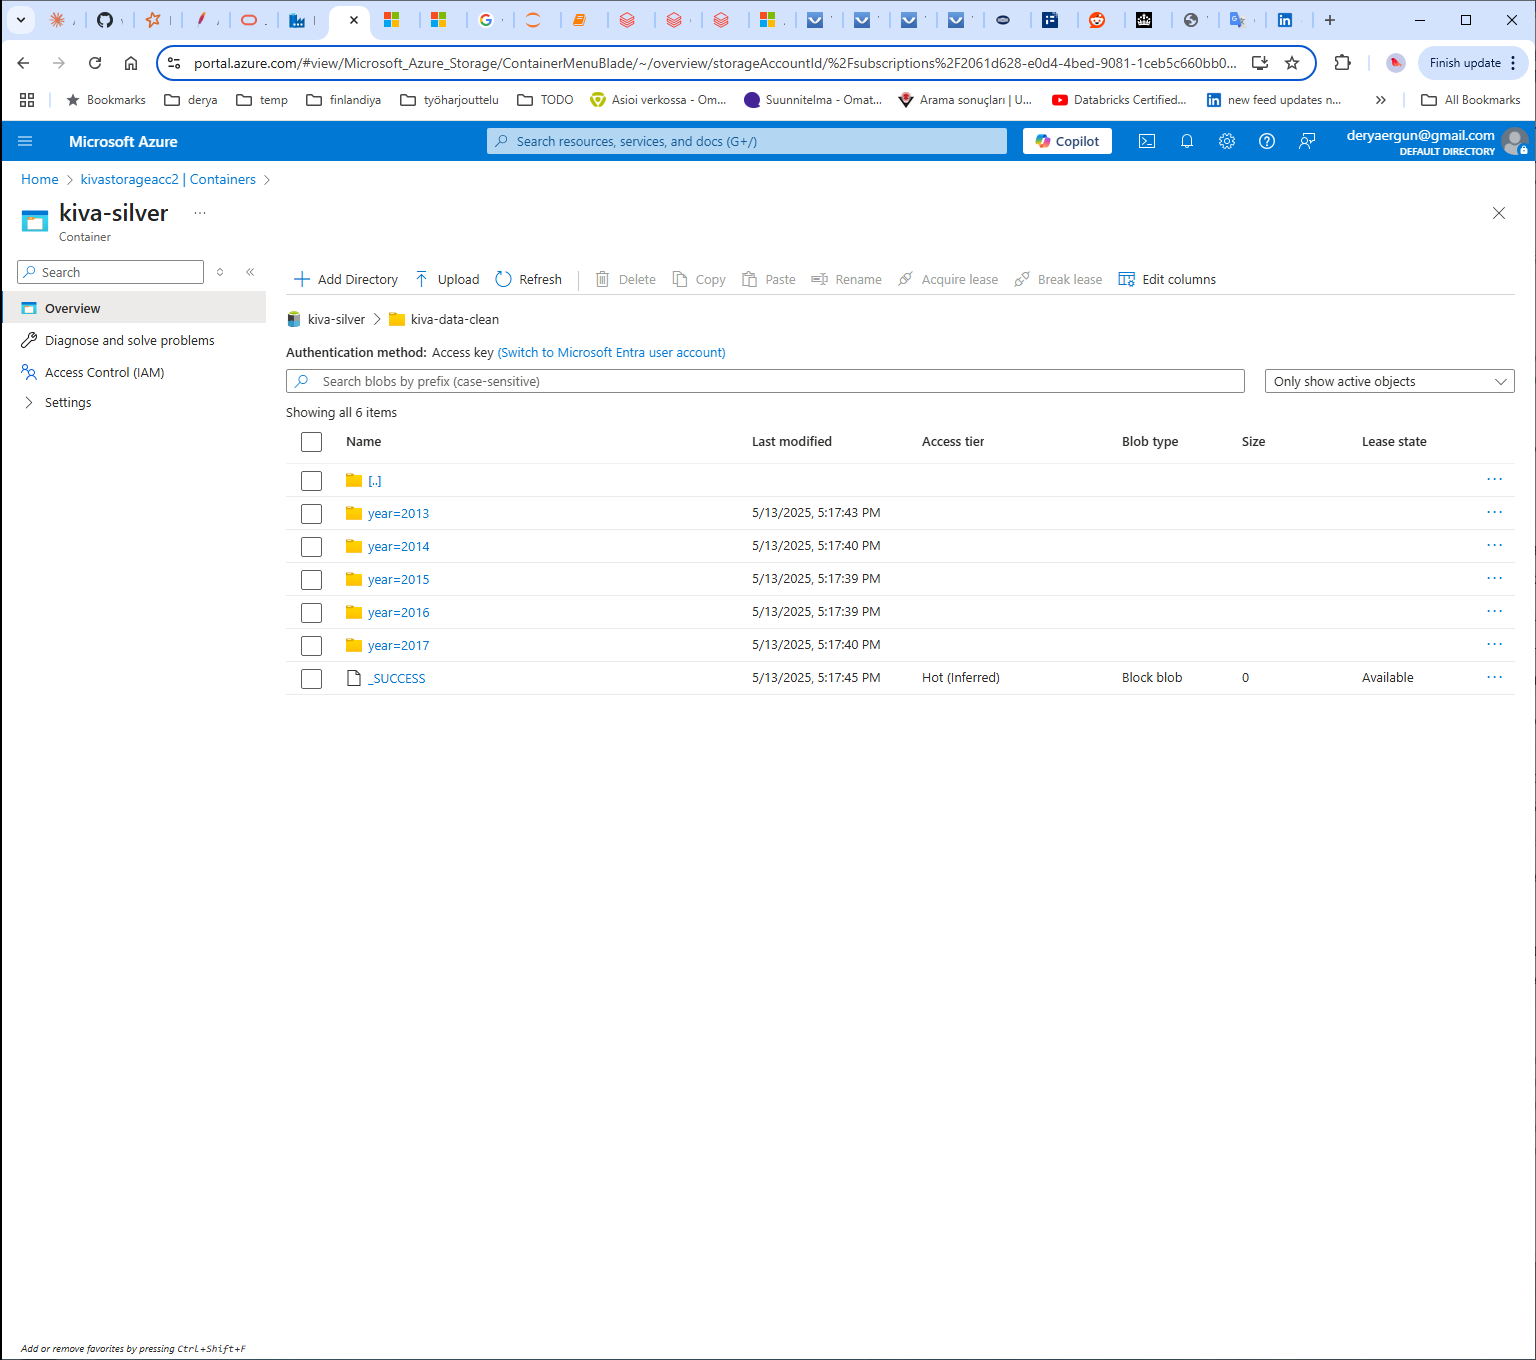 portal.azure.com/#view/Microsoft_Azure_Storage/ContainerMenuBlade/~/overview/storageAccountId/%2Fsubscriptions%2F2061d628-e0d4-4bed-9081-1ceb5c660bb0...
Finish update
Bookmarks derya temp finlandiya työharjouttelu TODO Asioi verkossa - Om... Suunnitelma - Omat... Arama sonuçları | U... Databricks Certified... new feed updates n... » All Bookmarks
Microsoft Azure
Search resources, services, and docs (G+/)
Copilot
deryaergun@gmail.com
DEFAULT DIRECTORY
Home > kivastorageacc2 | Containers >
kiva-silver ...
Container
Search
Overview
Diagnose and solve problems
Access Control (IAM)
Settings
Add Directory Upload Refresh Delete Copy Paste Rename Acquire lease Break lease Edit columns
kiva-silver > kiva-data-clean
Authentication method: Access key (Switch to Microsoft Entra user account)
Search blobs by prefix (case-sensitive)
Only show active objects
Showing all 6 items
Name Last modified Access tier Blob type Size Lease state
[..]
year=2013 5/13/2025, 5:17:43 PM
year=2014 5/13/2025, 5:17:40 PM
year=2015 5/13/2025, 5:17:39 PM
year=2016 5/13/2025, 5:17:39 PM
year=2017 5/13/2025, 5:17:40 PM
_SUCCESS 5/13/2025, 5:17:45 PM Hot (Inferred) Block blob 0 Available
Add or remove favorites by pressing Ctrl+Shift+F